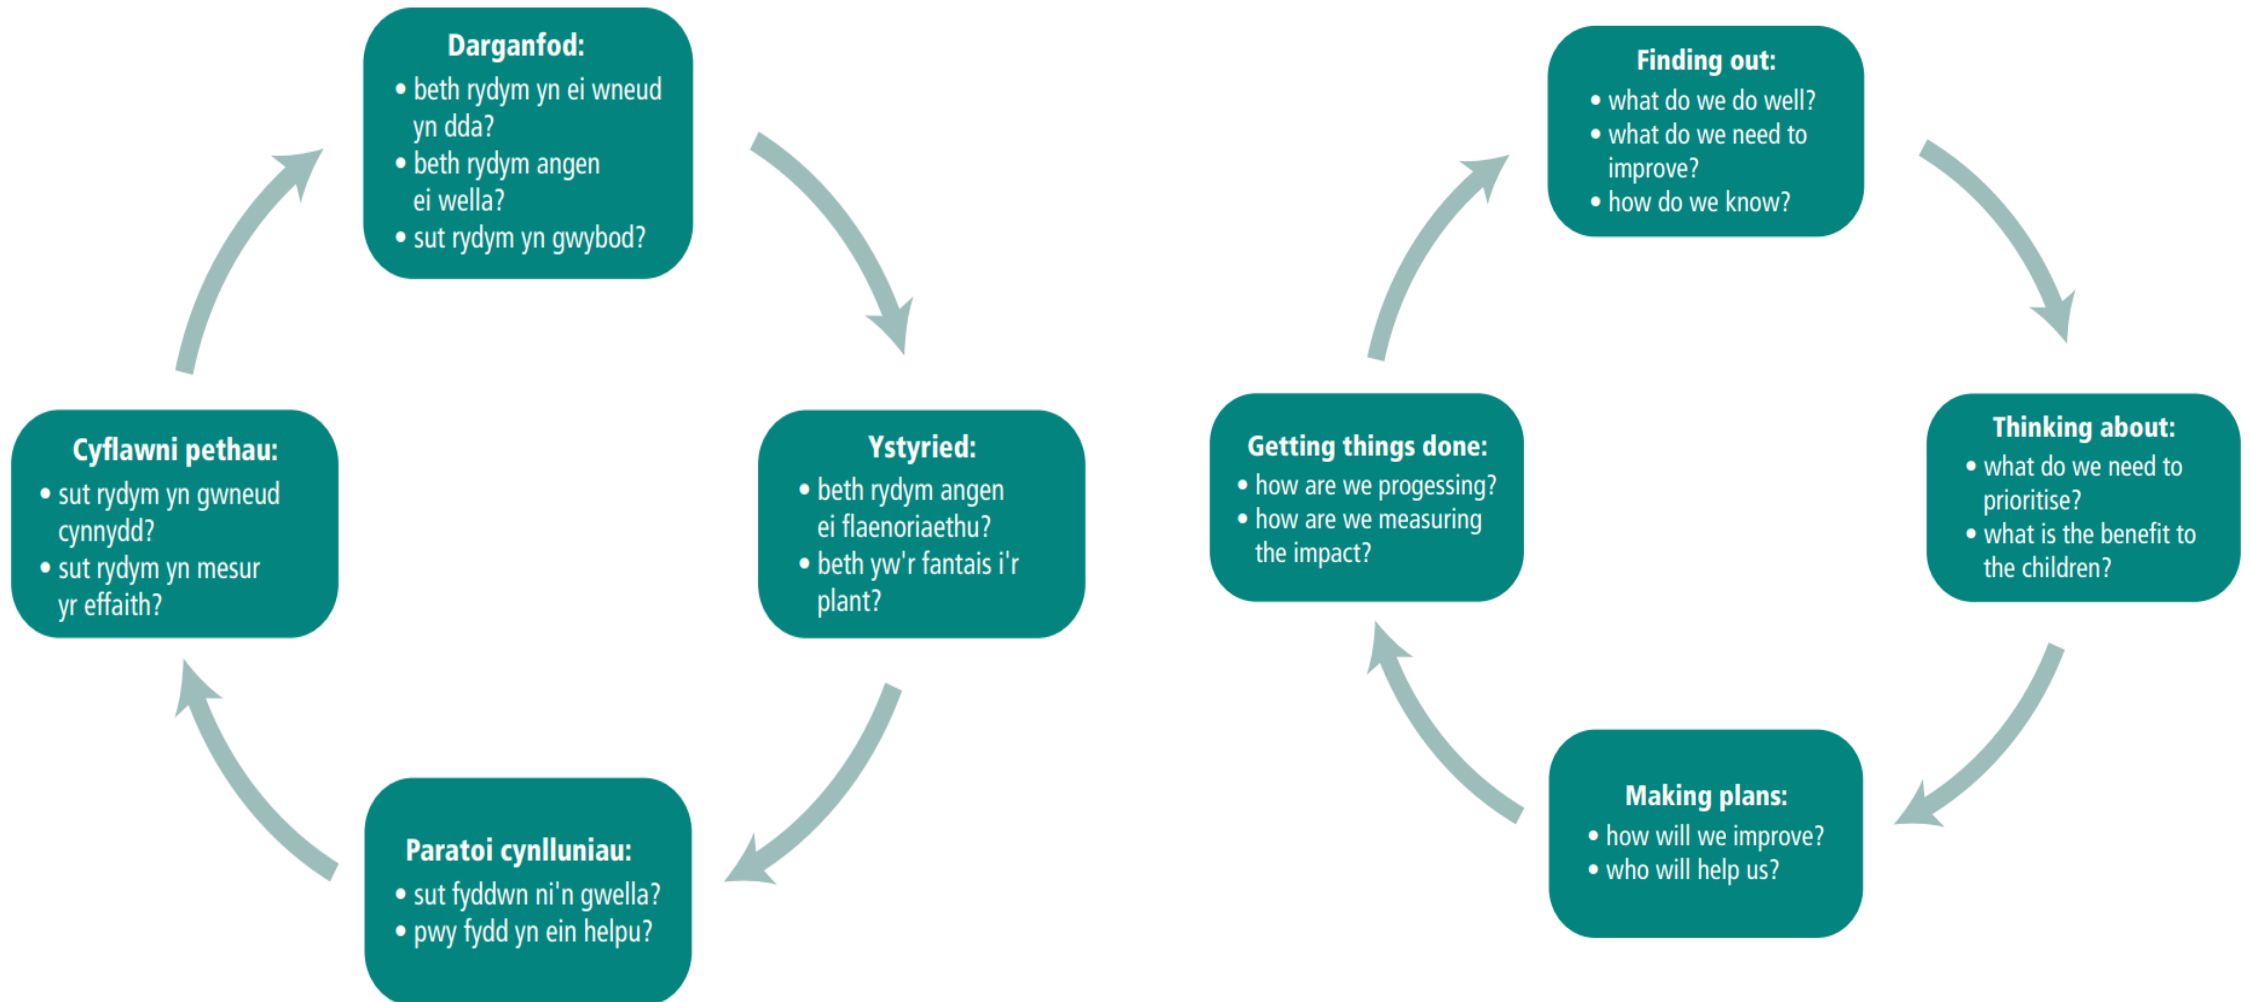 Darganfod:
• beth rydym yn ei wneud
yn dda?
• beth rydym angen
ei wella?
• sut rydym yn gwybod?
Ystyried:
• beth rydym angen
ei flaenoriaethu?
• beth yw'r fantais i'r
plant?
Paratoi cynlluniau:
• sut fyddwn ni'n gwella?
• pwy fydd yn ein helpu?
Cyflawni pethau:
• sut rydym yn gwneud
cynnydd?
• sut rydym yn mesur
yr effaith?
Finding out:
• what do we do well?
• what do we need to
improve?
• how do we know?
Thinking about:
• what do we need to
prioritise?
• what is the benefit to
the children?
Making plans:
• how will we improve?
• who will help us?
Getting things done:
• how are we progessing?
• how are we measuring
the impact?